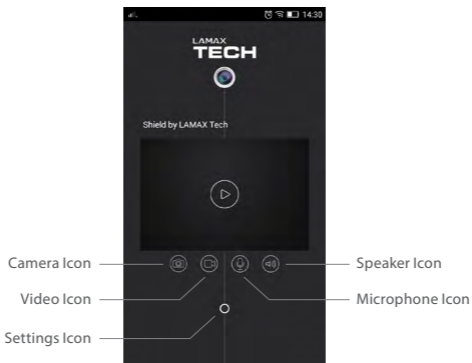 14:30
LAMAX
TECH
Shield by LAMAX Tech
Camera Icon
Speaker Icon
Video Icon
Microphone Icon
Settings Icon